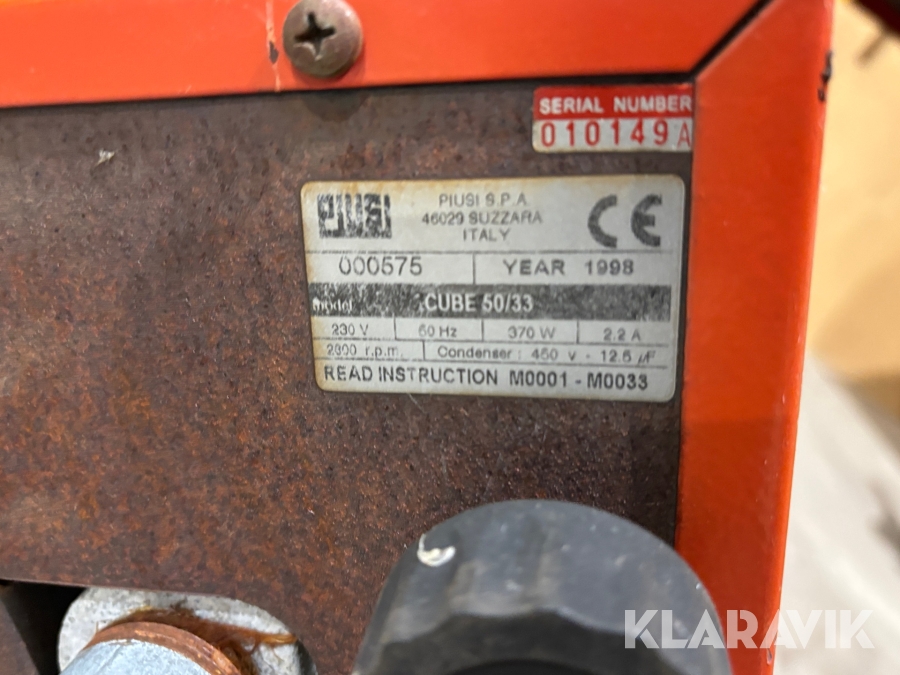 SERIAL NUMBER
010149A
PIUSI
PIUSI S.P.A.
46029 SUZZARA
ITALY
CE
000575
YEAR 1998
model CUBE 50/33
230 V 50 Hz 370 W 2.2 A
2800 r.p.m. Condenser : 450 v - 12.5 µF
READ INSTRUCTION M0001 - M0033
KLARAVIK